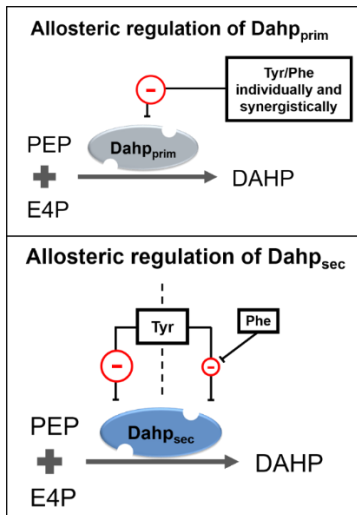 Allosteric regulation of Dahpprim
Tyr/Phe
individually and
synergistically
−
PEP
Dahpprim
+
DAHP
E4P
Allosteric regulation of Dahpsec
Tyr
Phe
−
−
PEP
Dahpsec
+
DAHP
E4P